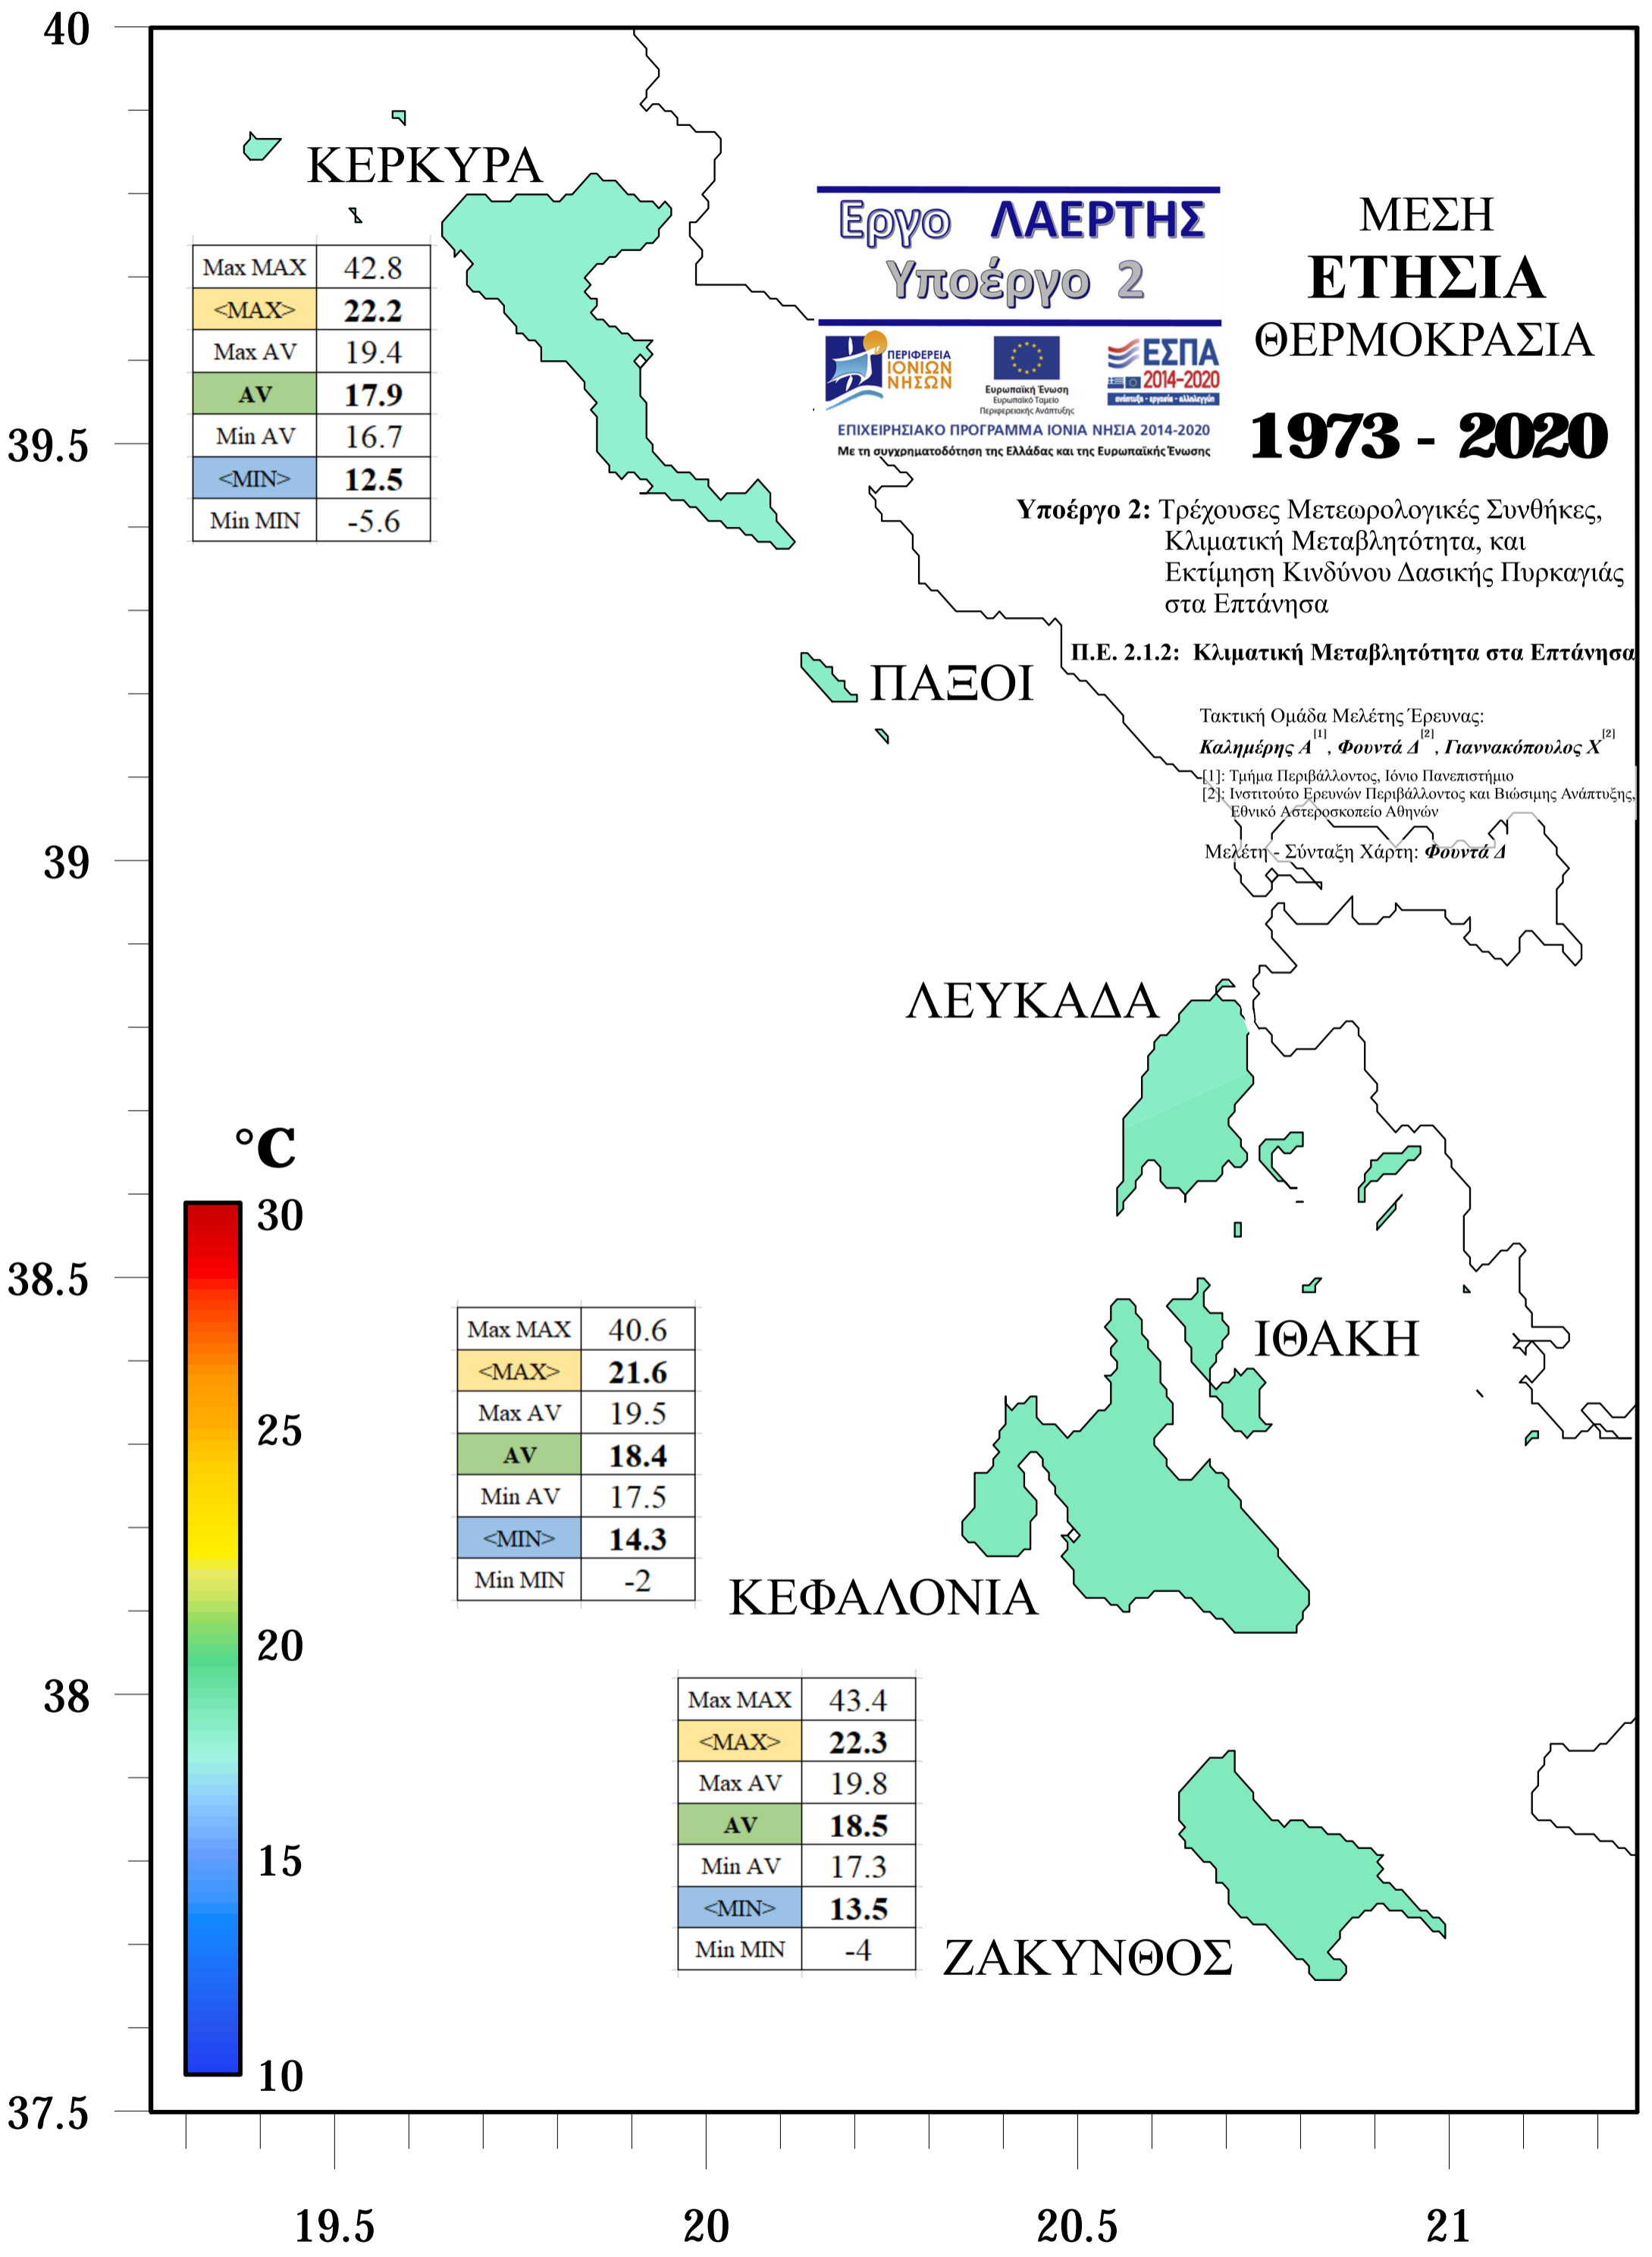 40
39.5
39
38.5
38
37.5
19.5
20
20.5
21
ΚΕΡΚΥΡΑ
Max MAX 42.8
<MAX> 22.2
Max AV 19.4
AV 17.9
Min AV 16.7
<MIN> 12.5
Min MIN -5.6
Εργο ΛΑΕΡΤΗΣ
Υποέργο 2
ΠΕΡΙΦΕΡΕΙΑ
ΙΟΝΙΩΝ
ΝΗΣΩΝ
Ευρωπαϊκή Ένωση
Ευρωπαϊκό Ταμείο
Περιφερειακής Ανάπτυξης
ΕΣΠΑ
2014-2020
ανάπτυξη - εργασία - αλληλεγγύη
ΕΠΙΧΕΙΡΗΣΙΑΚΟ ΠΡΟΓΡΑΜΜΑ ΙΟΝΙΑ ΝΗΣΙΑ 2014-2020
Με τη συγχρηματοδότηση της Ελλάδας και της Ευρωπαϊκής Ένωσης
ΜΕΣΗ
ΕΤΗΣΙΑ
ΘΕΡΜΟΚΡΑΣΙΑ
1973 - 2020
Υποέργο 2: Τρέχουσες Μετεωρολογικές Συνθήκες,
Κλιματική Μεταβλητότητα, και
Εκτίμηση Κινδύνου Δασικής Πυρκαγιάς
στα Επτάνησα
Π.Ε. 2.1.2: Κλιματική Μεταβλητότητα στα Επτάνησα
Τακτική Ομάδα Μελέτης Έρευνας:
Καλημέρης Α[1], Φουντά Δ[2], Γιαννακόπουλος Χ[2]
[1]: Τμήμα Περιβάλλοντος, Ιόνιο Πανεπιστήμιο
[2]: Ινστιτούτο Ερευνών Περιβάλλοντος και Βιώσιμης Ανάπτυξης,
Εθνικό Αστεροσκοπείο Αθηνών
Μελέτη - Σύνταξη Χάρτη: Φουντά Δ
ΠΑΞΟΙ
ΛΕΥΚΑΔΑ
°C
30
25
20
15
10
ΙΘΑΚΗ
Max MAX 40.6
<MAX> 21.6
Max AV 19.5
AV 18.4
Min AV 17.5
<MIN> 14.3
Min MIN -2
ΚΕΦΑΛΟΝΙΑ
Max MAX 43.4
<MAX> 22.3
Max AV 19.8
AV 18.5
Min AV 17.3
<MIN> 13.5
Min MIN -4
ΖΑΚΥΝΘΟΣ